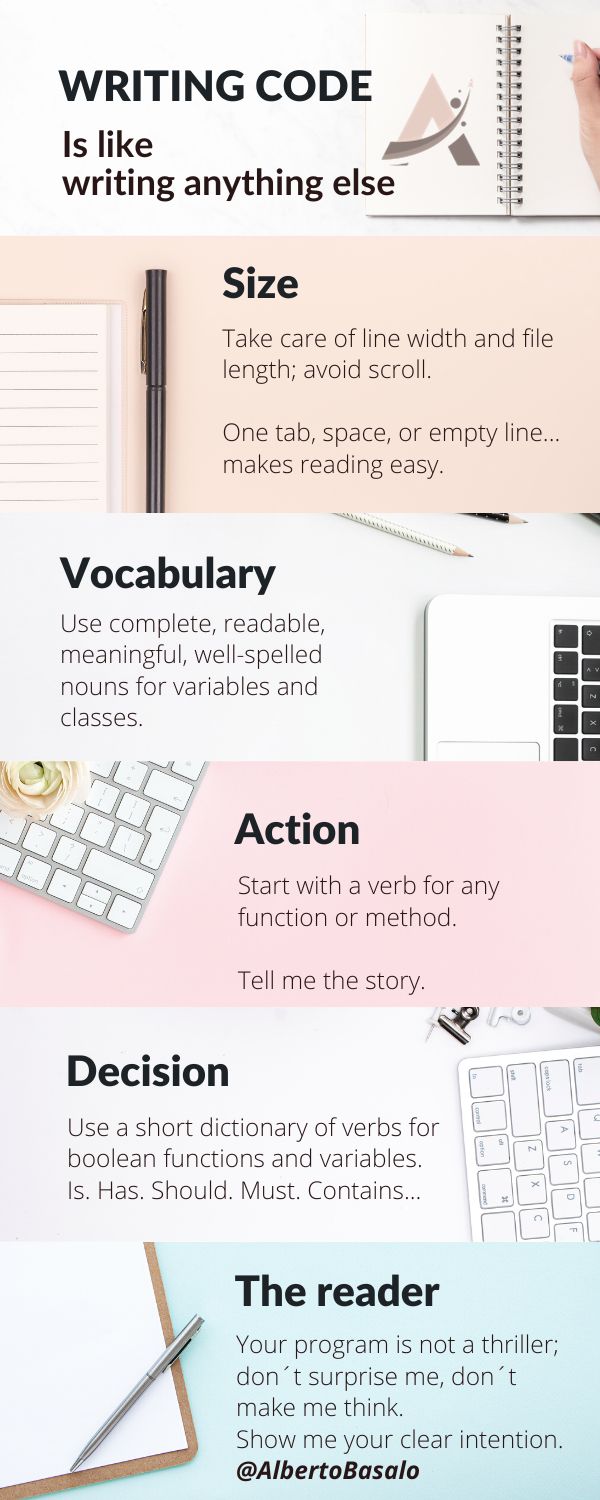 WRITING CODE
Is like
writing anything else
Size
Take care of line width and file
length; avoid scroll.
One tab, space, or empty line...
makes reading easy.
Vocabulary
Use complete, readable,
meaningful, well-spelled
nouns for variables and
classes.
Action
Start with a verb for any
function or method.
Tell me the story.
Decision
Use a short dictionary of verbs for
boolean functions and variables.
Is. Has. Should. Must. Contains...
The reader
Your program is not a thriller;
don´t surprise me, don´t
make me think.
Show me your clear intention.
@AlbertoBasalo